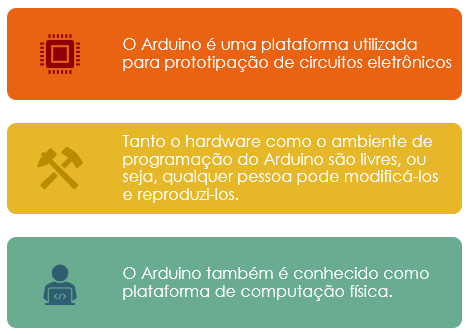 O Arduino é uma plataforma utilizada
para prototipação de circuitos eletrônicos
Tanto o hardware como o ambiente de
programação do Arduino são livres, ou
seja, qualquer pessoa pode modificá-los
e reproduzi-los.
O Arduino também é conhecido como
plataforma de computação física.